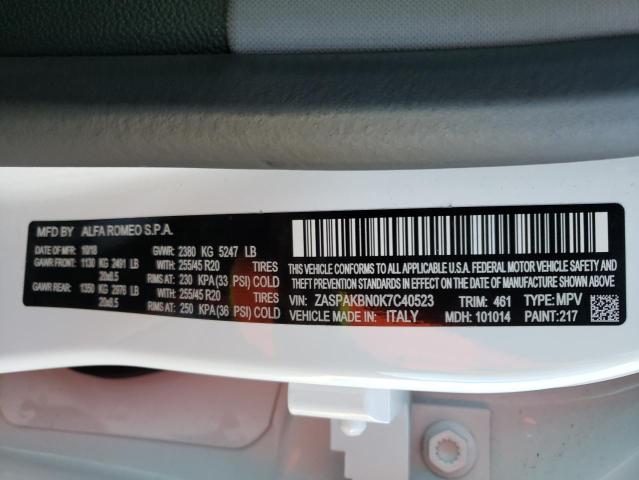 MFD BY ALFA ROMEO S.P.A.
DATE OF MFR: 10/18 GVWR: 2380 KG 5247 LB
GAWR FRONT: 1130 KG 2491 LB WITH: 255/45 R20 TIRES
20x8.5 RIMS AT: 230 KPA(33 PSI) COLD
GAWR REAR: 1350 KG 2976 LB WITH: 255/45 R20 TIRES
20x8.5 RIMS AT: 250 KPA(36 PSI) COLD
THIS VEHICLE CONFORMS TO ALL APPLICABLE U.S.A. FEDERAL MOTOR VEHICLE SAFETY, BUMPER,
AND THEFT PREVENTION STANDARDS IN EFFECT ON THE DATE OF MANUFACTURE SHOWN ABOVE.
VIN: ZASPAKBN0K7C40523 TRIM: 461 TYPE: MPV
VEHICLE MADE IN: ITALY MDH: 101014 PAINT: 217